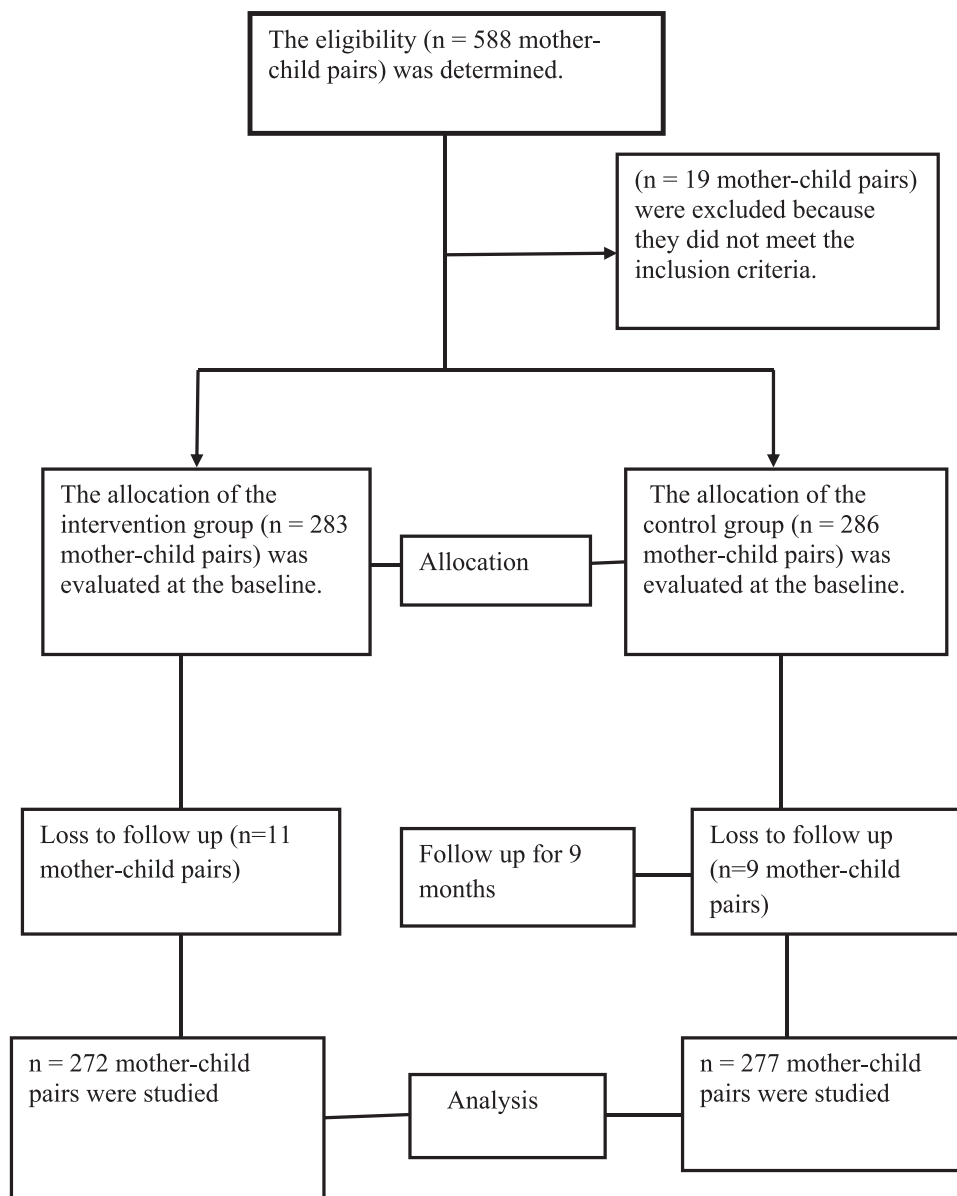 The eligibility (n = 588 mother-
child pairs) was determined.
(n = 19 mother-child pairs)
were excluded because
they did not meet the
inclusion criteria.
The allocation of the
intervention group (n = 283
mother-child pairs) was
evaluated at the baseline.
Allocation
The allocation of the
control group (n = 286
mother-child pairs) was
evaluated at the baseline.
Loss to follow up (n=11
mother-child pairs)
Follow up for 9
months
Loss to follow up
(n=9 mother-child
pairs)
n = 272 mother-child
pairs were studied
Analysis
n = 277 mother-child
pairs were studied